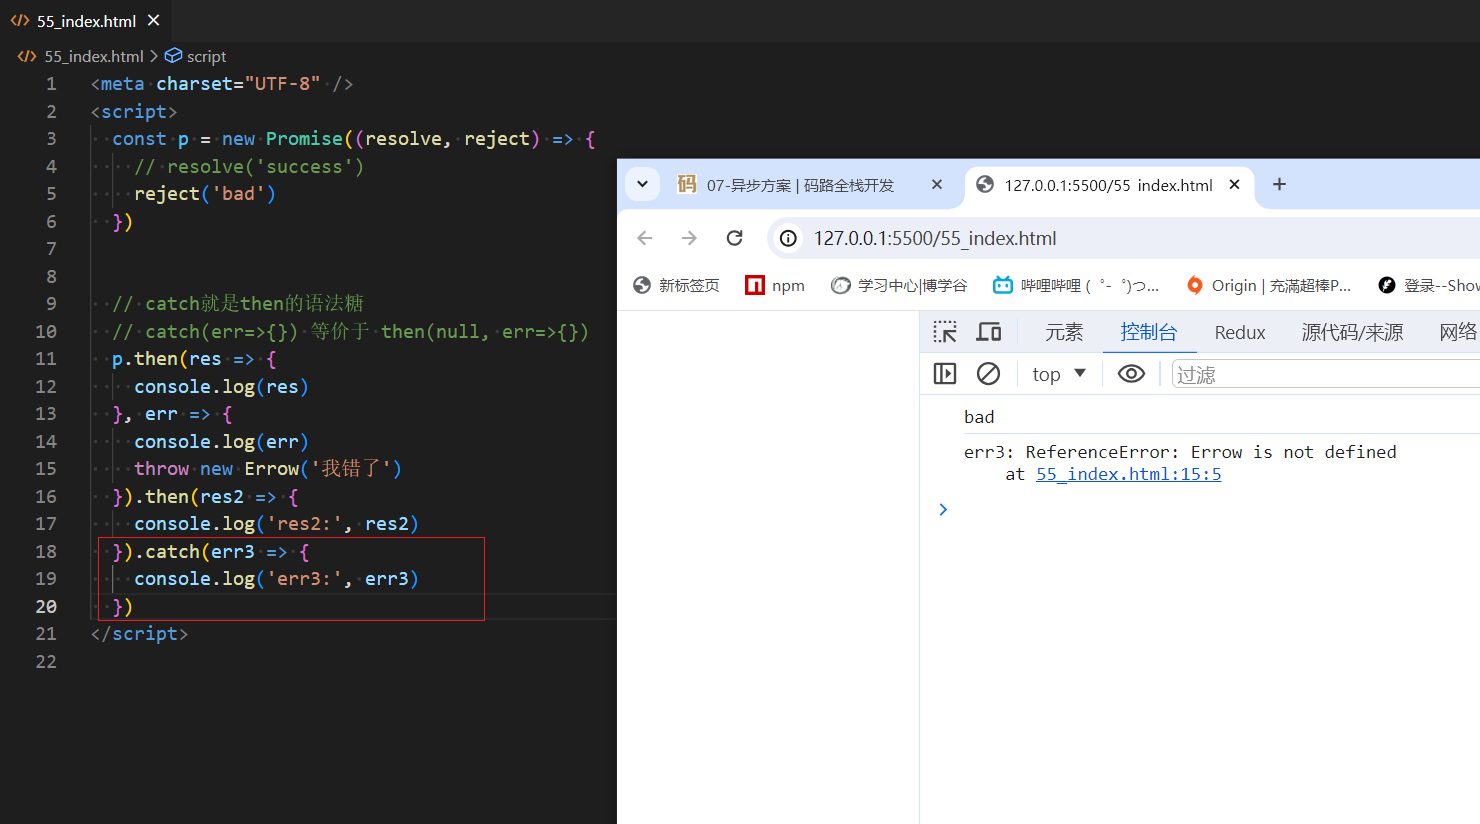 55_index.html
55_index.html > script
1 <meta charset="UTF-8" />
2 <script>
3 const p = new Promise((resolve, reject) => {
4 // resolve('success')
5 reject('bad')
6 })
7
8
9 // catch就是then的语法糖
10 // catch(err=>{}) 等价于 then(null, err=>{})
11 p.then(res => {
12 console.log(res)
13 }, err => {
14 console.log(err)
15 throw new Errow('我错了')
16 }).then(res2 => {
17 console.log('res2:', res2)
18 }).catch(err3 => {
19 console.log('err3:', err3)
20 })
21 </script>
22
码 07-异步方案 | 码路全栈开发
127.0.0.1:5500/55_index.html
127.0.0.1:5500/55_index.html
新标签页
npm
学习中心|博学谷
哔哩哔哩 (゜-゜)つ...
Origin | 充满超棒P...
登录--Show
元素 控制台 Redux 源代码/来源 网络
top 过滤
bad
err3: ReferenceError: Errow is not defined
at 55_index.html:15:5